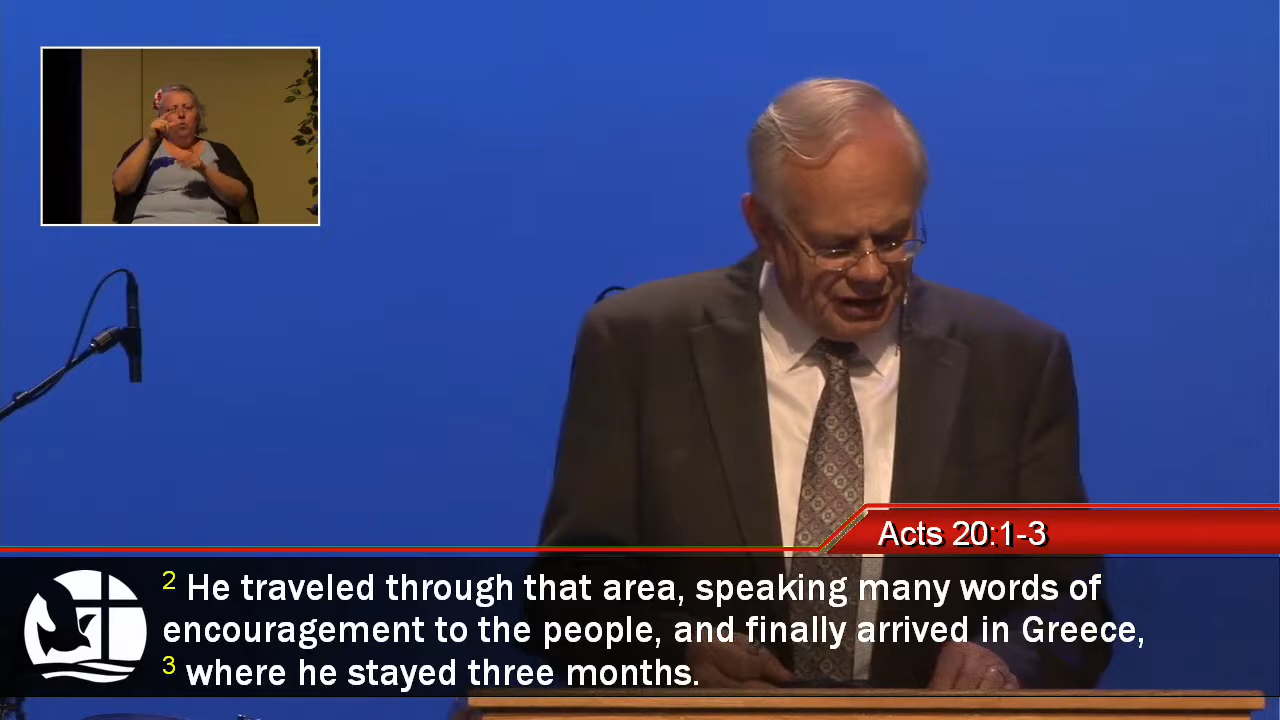 Acts 20:1-3
2 He traveled through that area, speaking many words of
encouragement to the people, and finally arrived in Greece,
3 where he stayed three months.